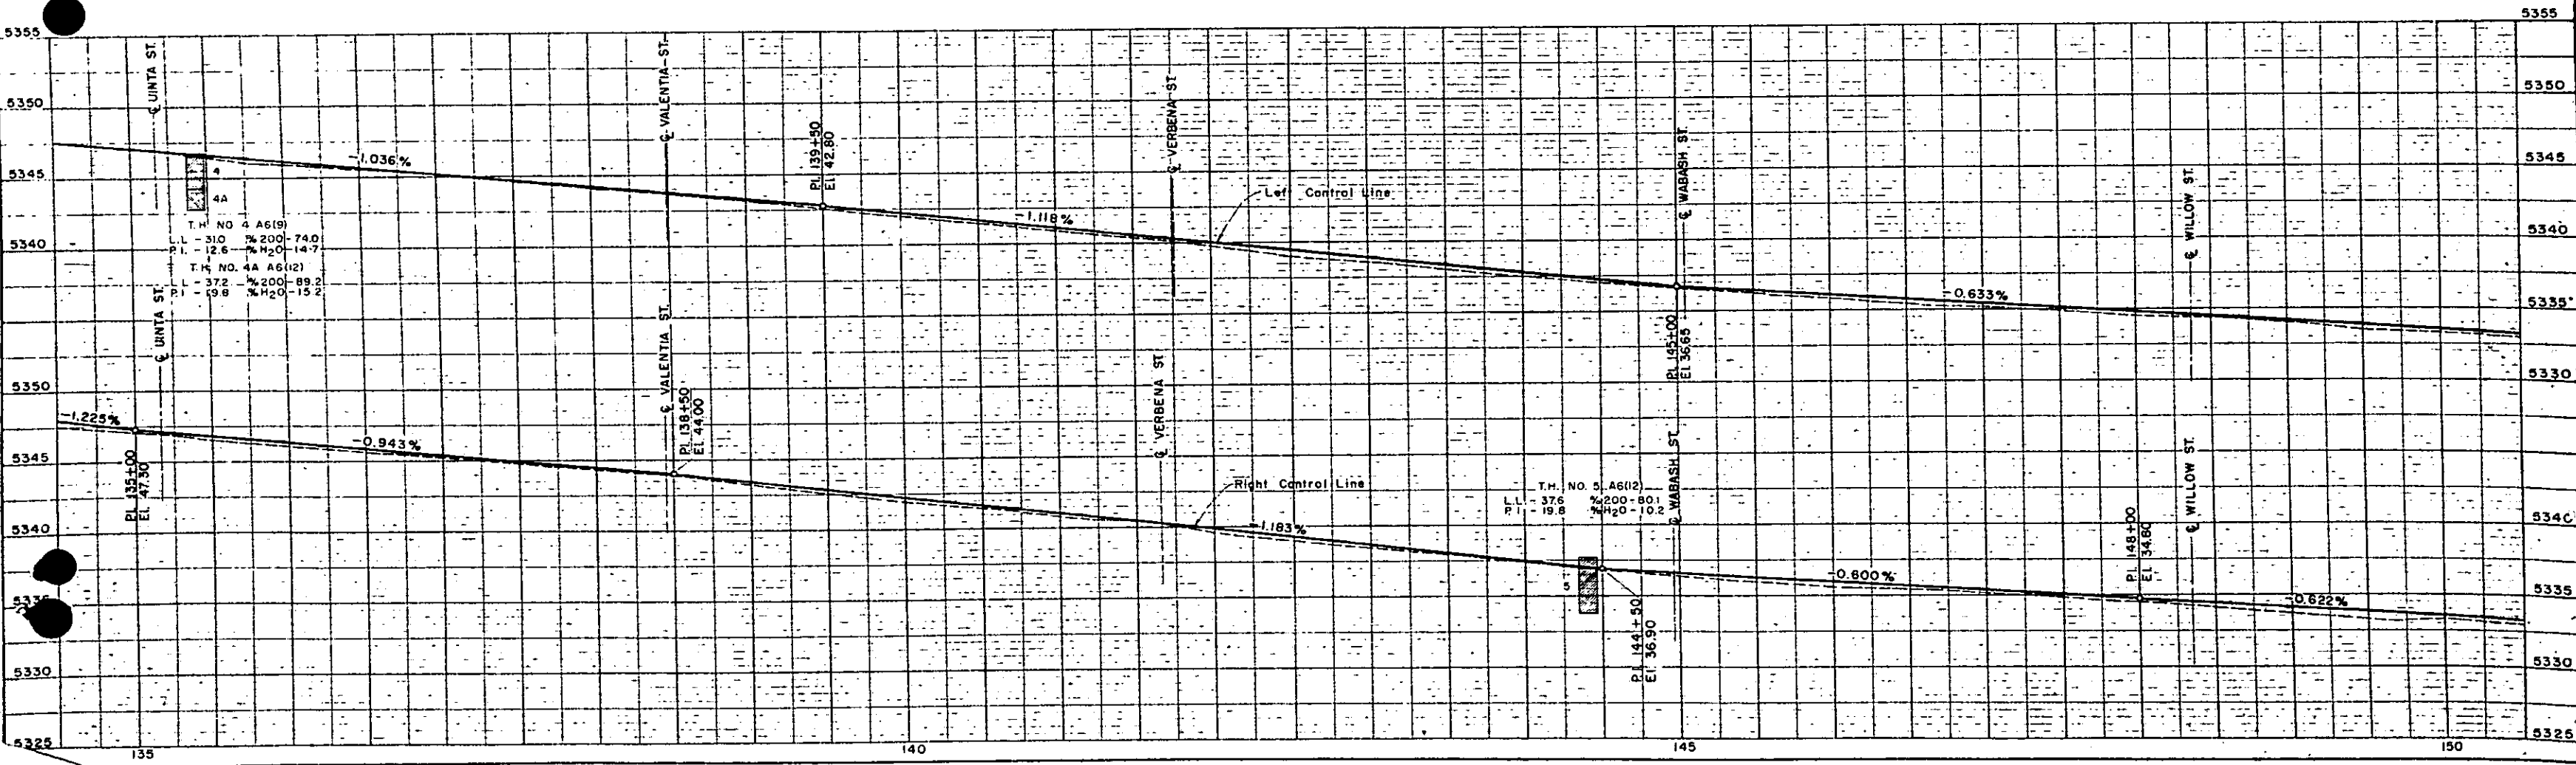 5355
5355
℄ UINTA ST.
℄ VALENTIA ST.
℄ VERBENA ST
5350
5350
-1.036%
P.I. 139+50
El 42.80
℄ WABASH ST.
5345
5345
4
4A
Left Control Line
-1.118%
℄ WILLOW ST.
T.H. NO. 4 A6(9)
L.L. - 31.0 % 200 - 74.0
P.I. - 12.6 % H2O - 14.7
5340
5340
T.H. NO. 4A A6(12)
L.L. - 37.2 % 200 - 89.2
P.I. - 19.8 % H2O - 15.2
-0.633%
5335
℄ UINTA ST.
℄ VALENTIA ST.
℄ VERBENA ST
P.I. 145+00
El 36.65
5350
5330
-1.225%
-0.943%
P.I. 138+50
El. 44.00
5345
P.I. 135+00
El. 47.30
Right Control Line
T.H. NO. 5 A6(12)
L.L. - 37.6 % 200 - 80.1
P.I. - 19.8 % H2O - 10.2
℄ WABASH ST.
℄ WILLOW ST.
5340
5340
-1.183%
P.I. 148+00
El. 34.80
5
-0.600%
5335
5335
-0.622%
P.I. 144+50
El. 36.90
5330
5330
5325
5325
135
140
145
150